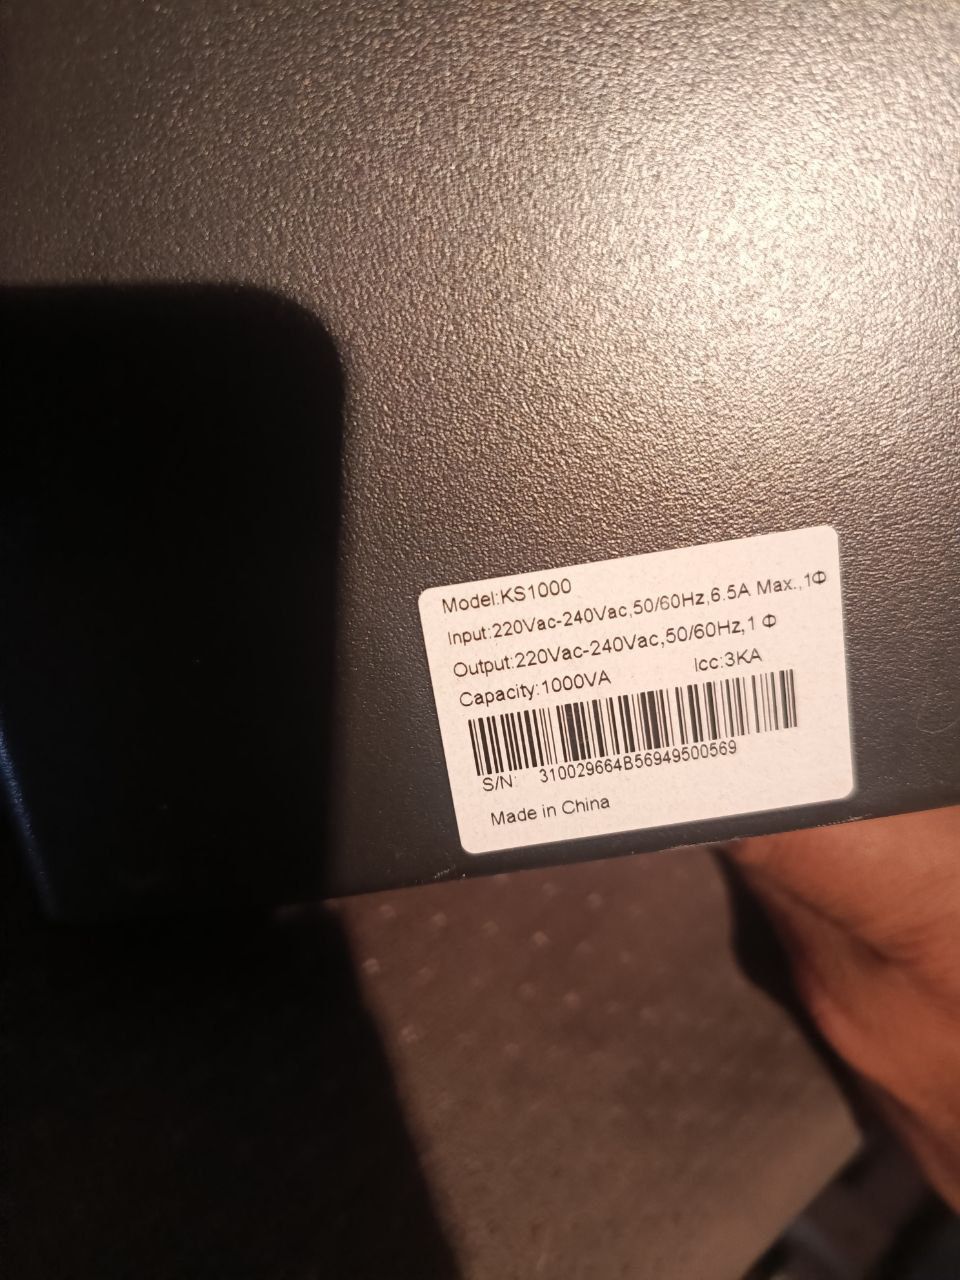 Model:KS1000
Input:220Vac-240Vac,50/60Hz,6.5A Max.,1Φ
Output:220Vac-240Vac,50/60Hz,1 Φ
Capacity:1000VA Icc:3KA
S/N: 310029664B56949500569
Made in China